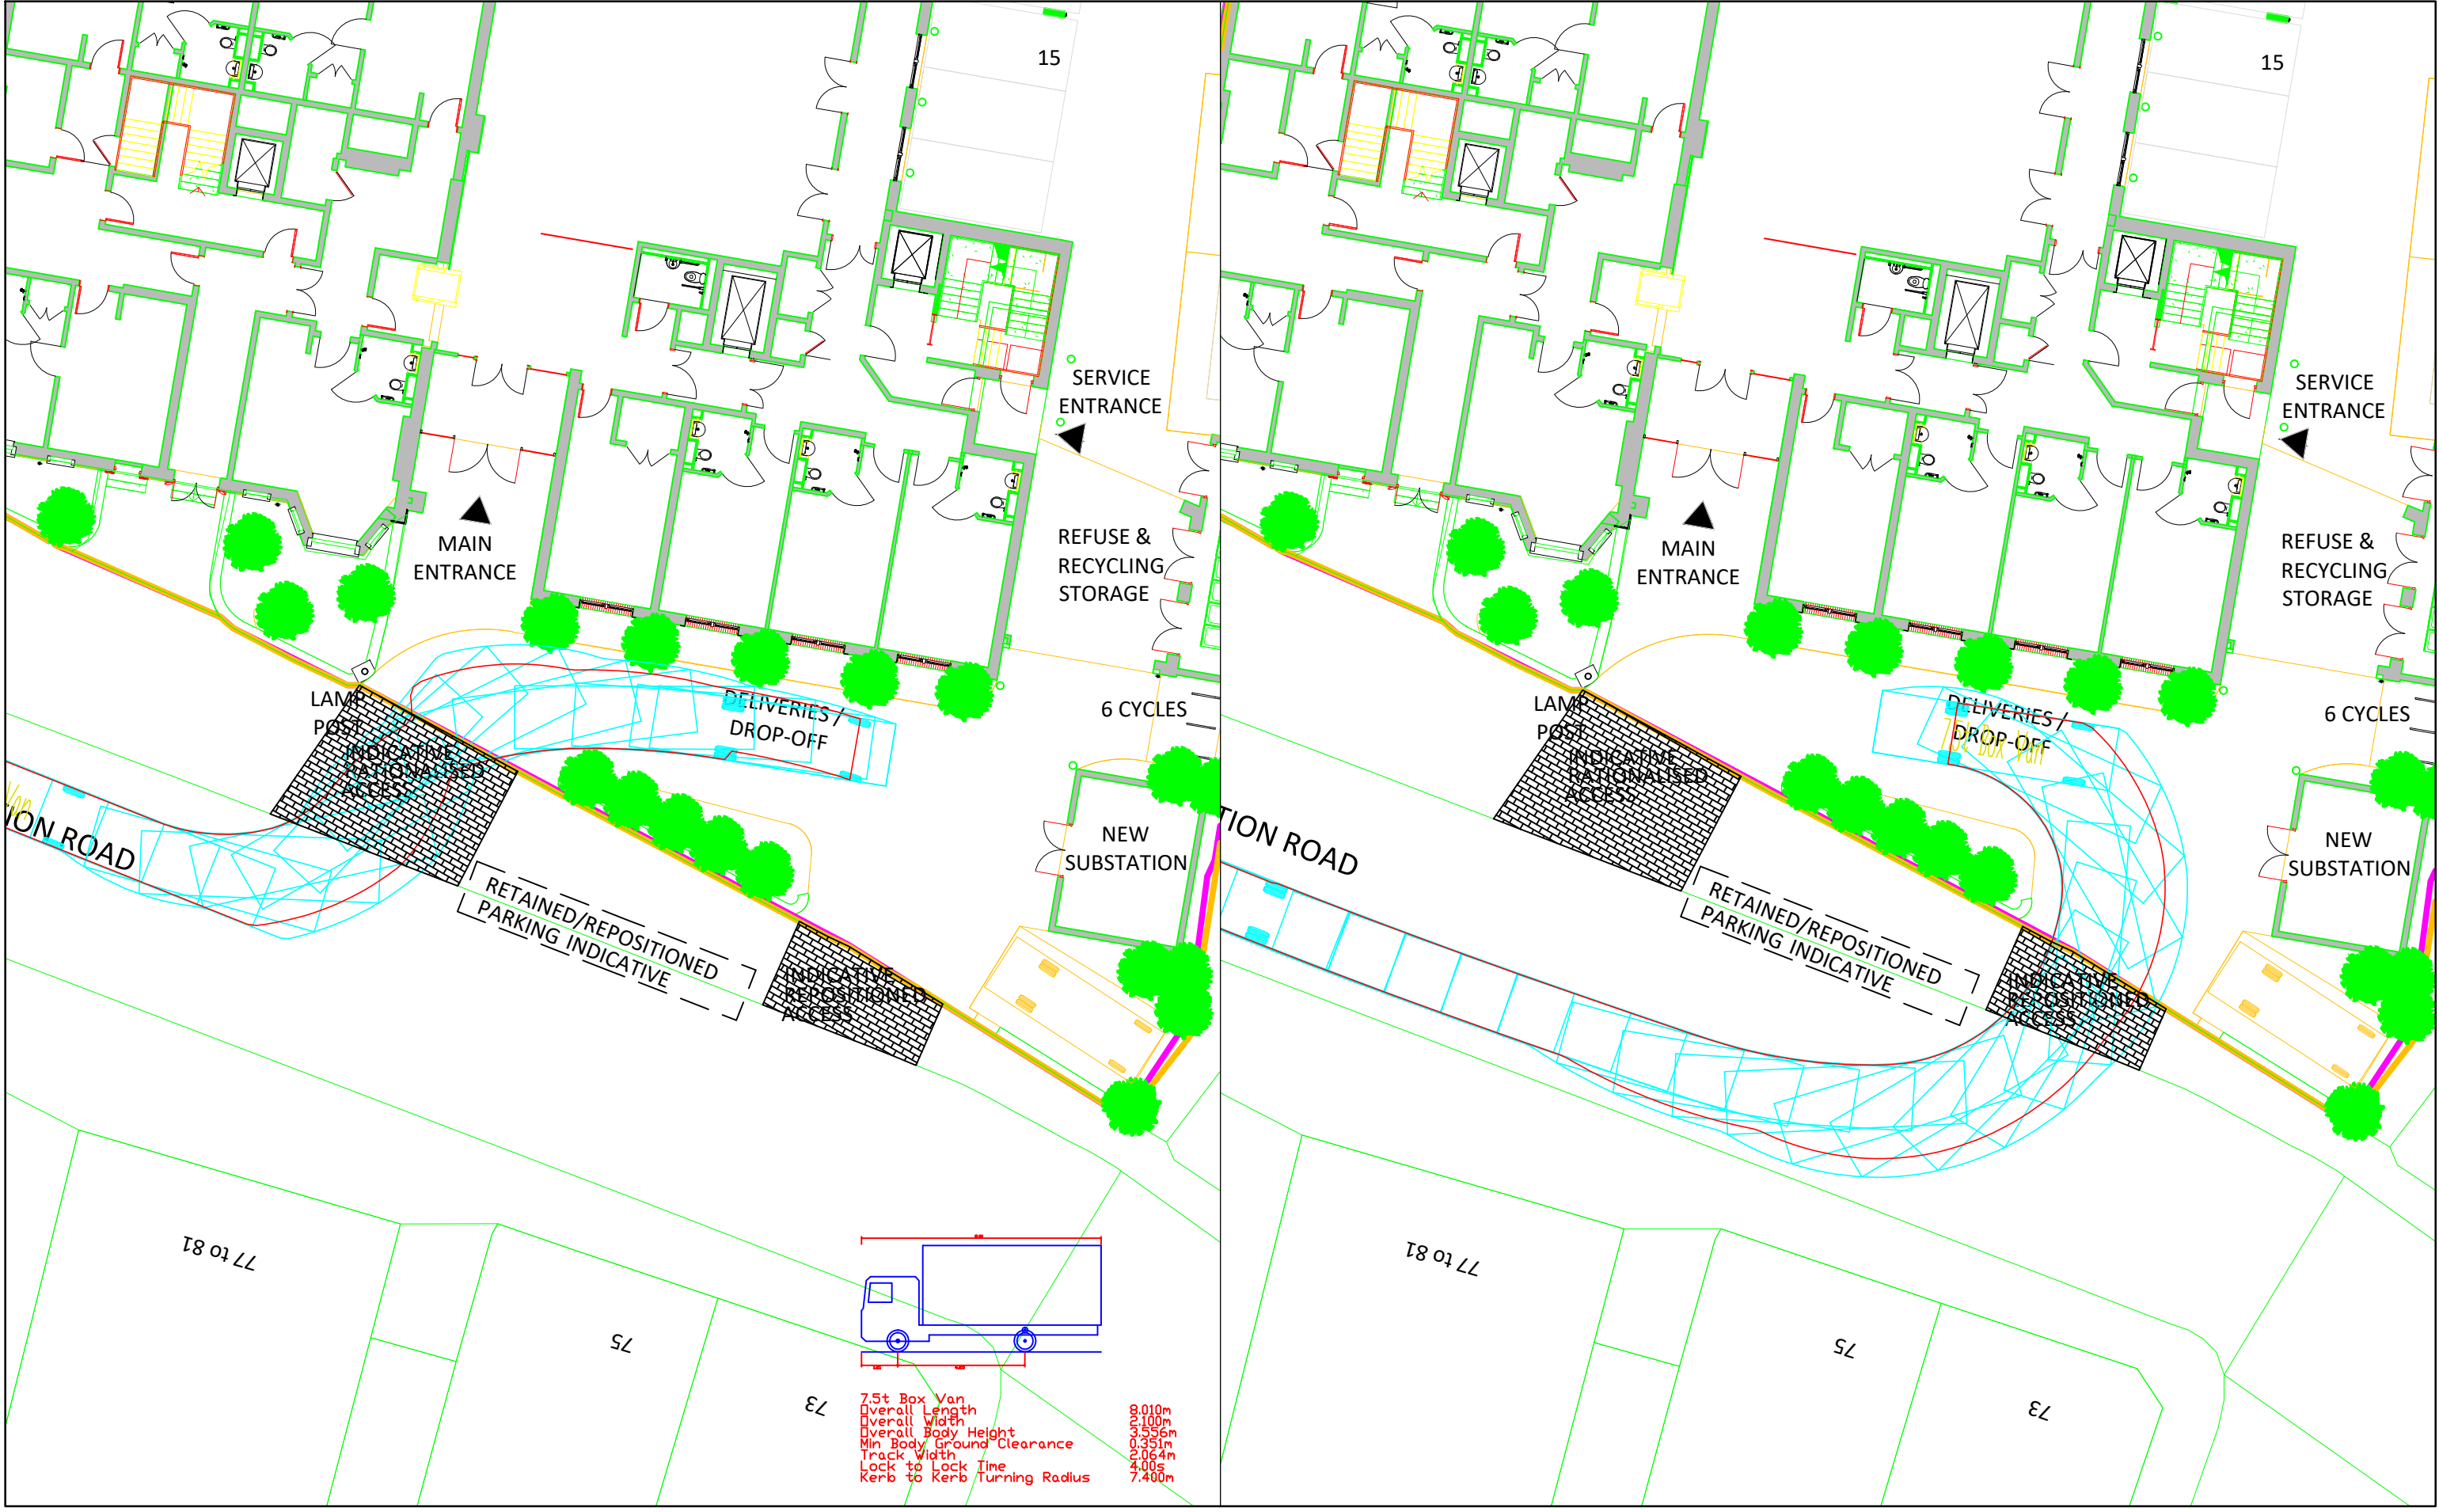 15
SERVICE
ENTRANCE
MAIN
ENTRANCE
REFUSE &
RECYCLING
STORAGE
LAMP
POST
DELIVERIES /
DROP-OFF
6 CYCLES
INDICATIVE
RATIONALISED
ACCESS
Van
ION ROAD
NEW
SUBSTATION
RETAINED/REPOSITIONED
PARKING INDICATIVE
INDICATIVE
REPOSITIONED
ACCESS
77 to 81
75
73
7.5t Box Van
Overall Length 8.010m
Overall Width 2.100m
Overall Body Height 3.556m
Min Body Ground Clearance 0.351m
Track Width 2.064m
Lock to Lock Time 4.00s
Kerb to Kerb Turning Radius 7.400m
15
SERVICE
ENTRANCE
MAIN
ENTRANCE
REFUSE &
RECYCLING
STORAGE
LAMP
POST
DELIVERIES /
DROP-OFF
7.5t Box Van
6 CYCLES
INDICATIVE
RATIONALISED
ACCESS
TION ROAD
NEW
SUBSTATION
RETAINED/REPOSITIONED
PARKING INDICATIVE
INDICATIVE
REPOSITIONED
ACCESS
77 to 81
75
73